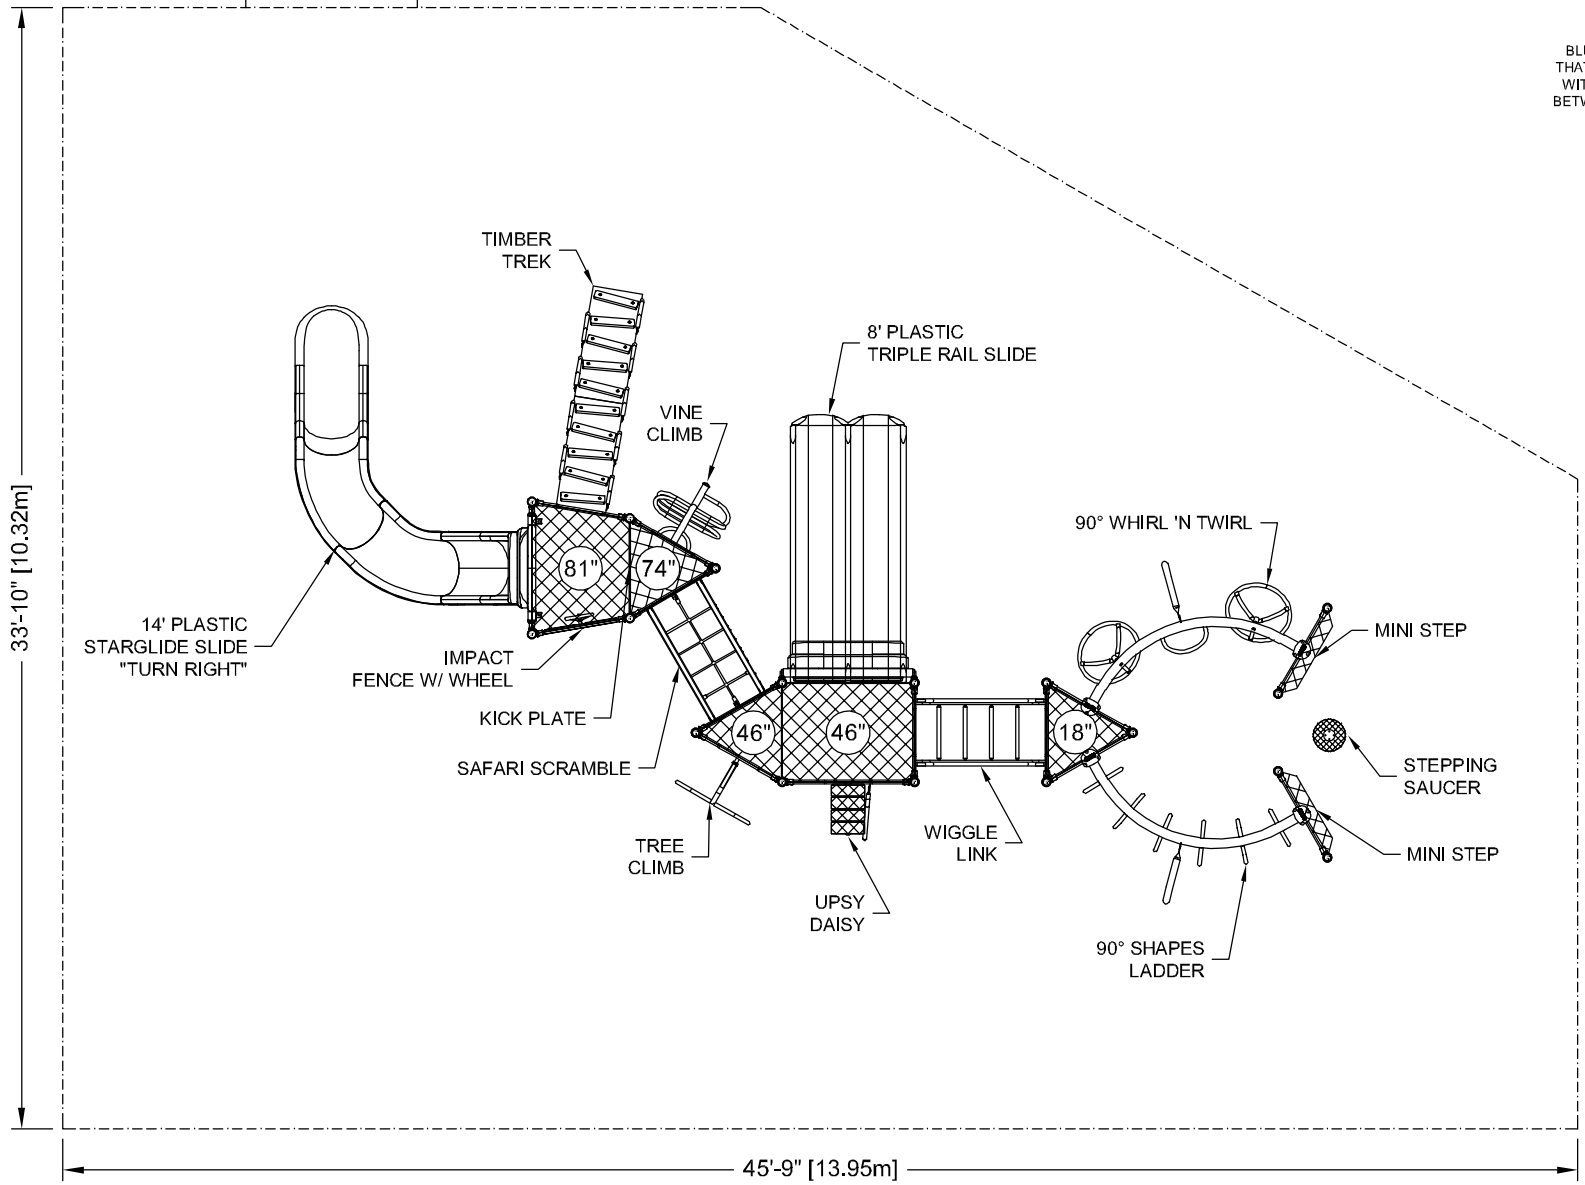 BLU
THAT
WIT
BETW
TIMBER
TREK
8' PLASTIC
TRIPLE RAIL SLIDE
VINE
CLIMB
90° WHIRL 'N TWIRL
33'-10" [10.32m]
81"
74"
14' PLASTIC
STARGLIDE SLIDE
"TURN RIGHT"
IMPACT
FENCE W/ WHEEL
MINI STEP
KICK PLATE
46"
46"
18"
SAFARI SCRAMBLE
STEPPING
SAUCER
TREE
CLIMB
WIGGLE
LINK
MINI STEP
UPSY
DAISY
90° SHAPES
LADDER
45'-9" [13.95m]